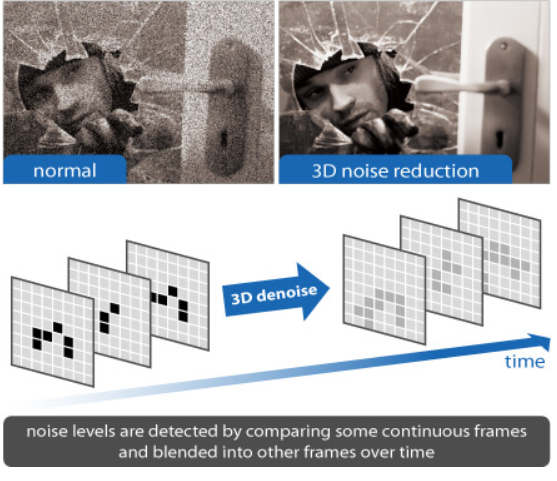 normal
3D noise reduction
3D denoise
time
noise levels are detected by comparing some continuous frames
and blended into other frames over time